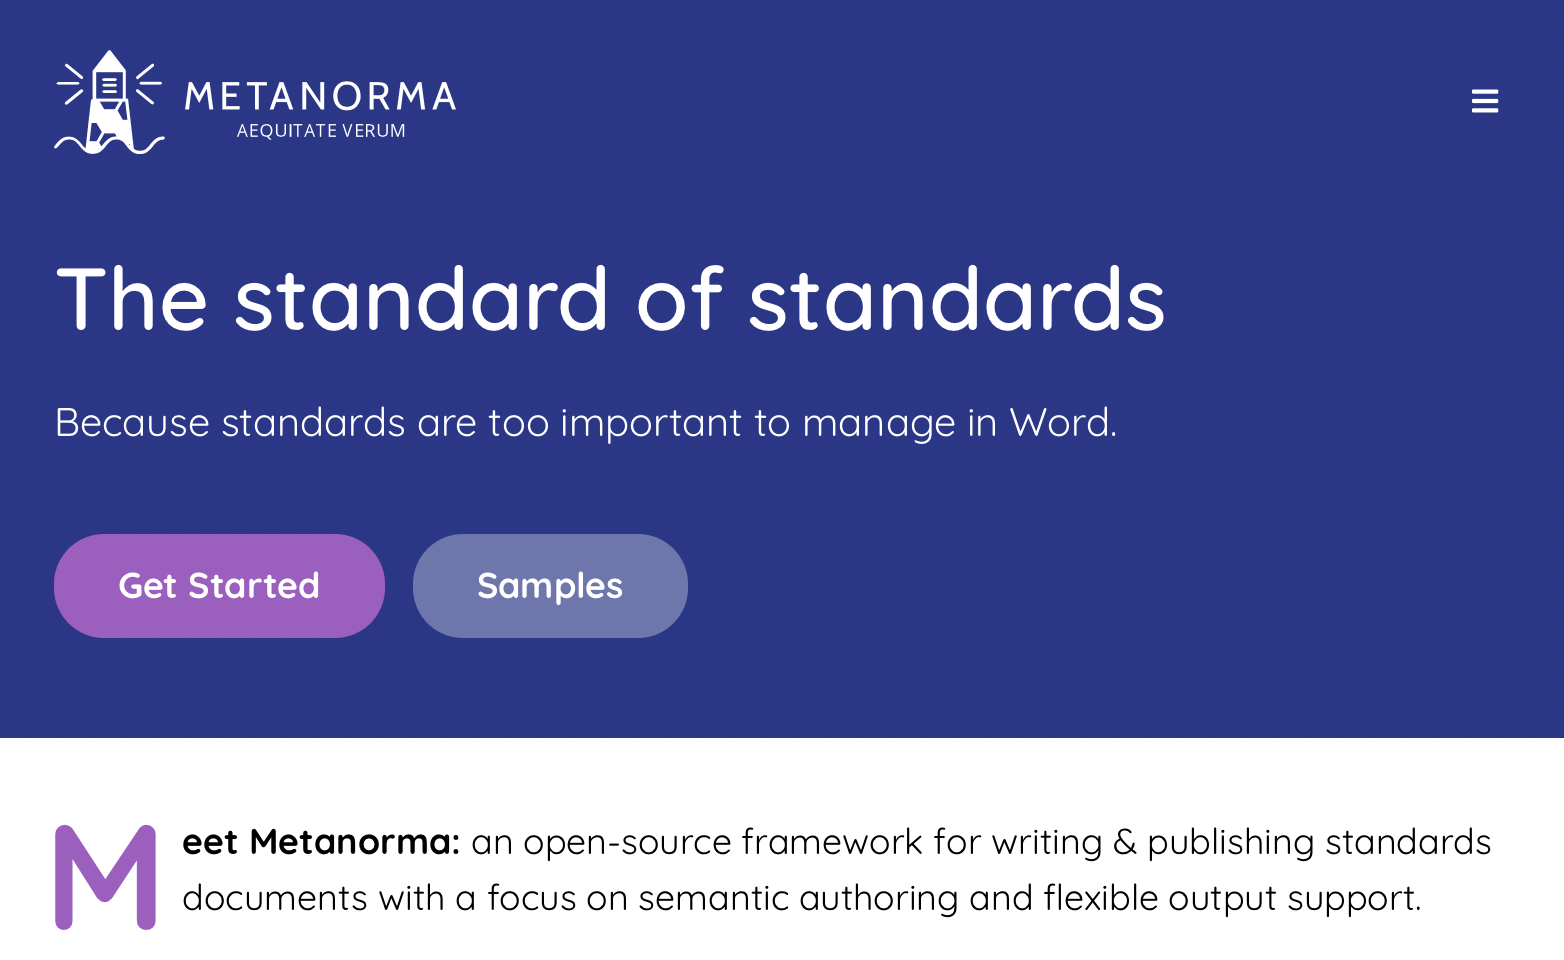 METANORMA
AEQUITATE VERUM
The standard of standards
Because standards are too important to manage in Word.
Get Started
Samples
Meet Metanorma: an open-source framework for writing & publishing standards
documents with a focus on semantic authoring and flexible output support.